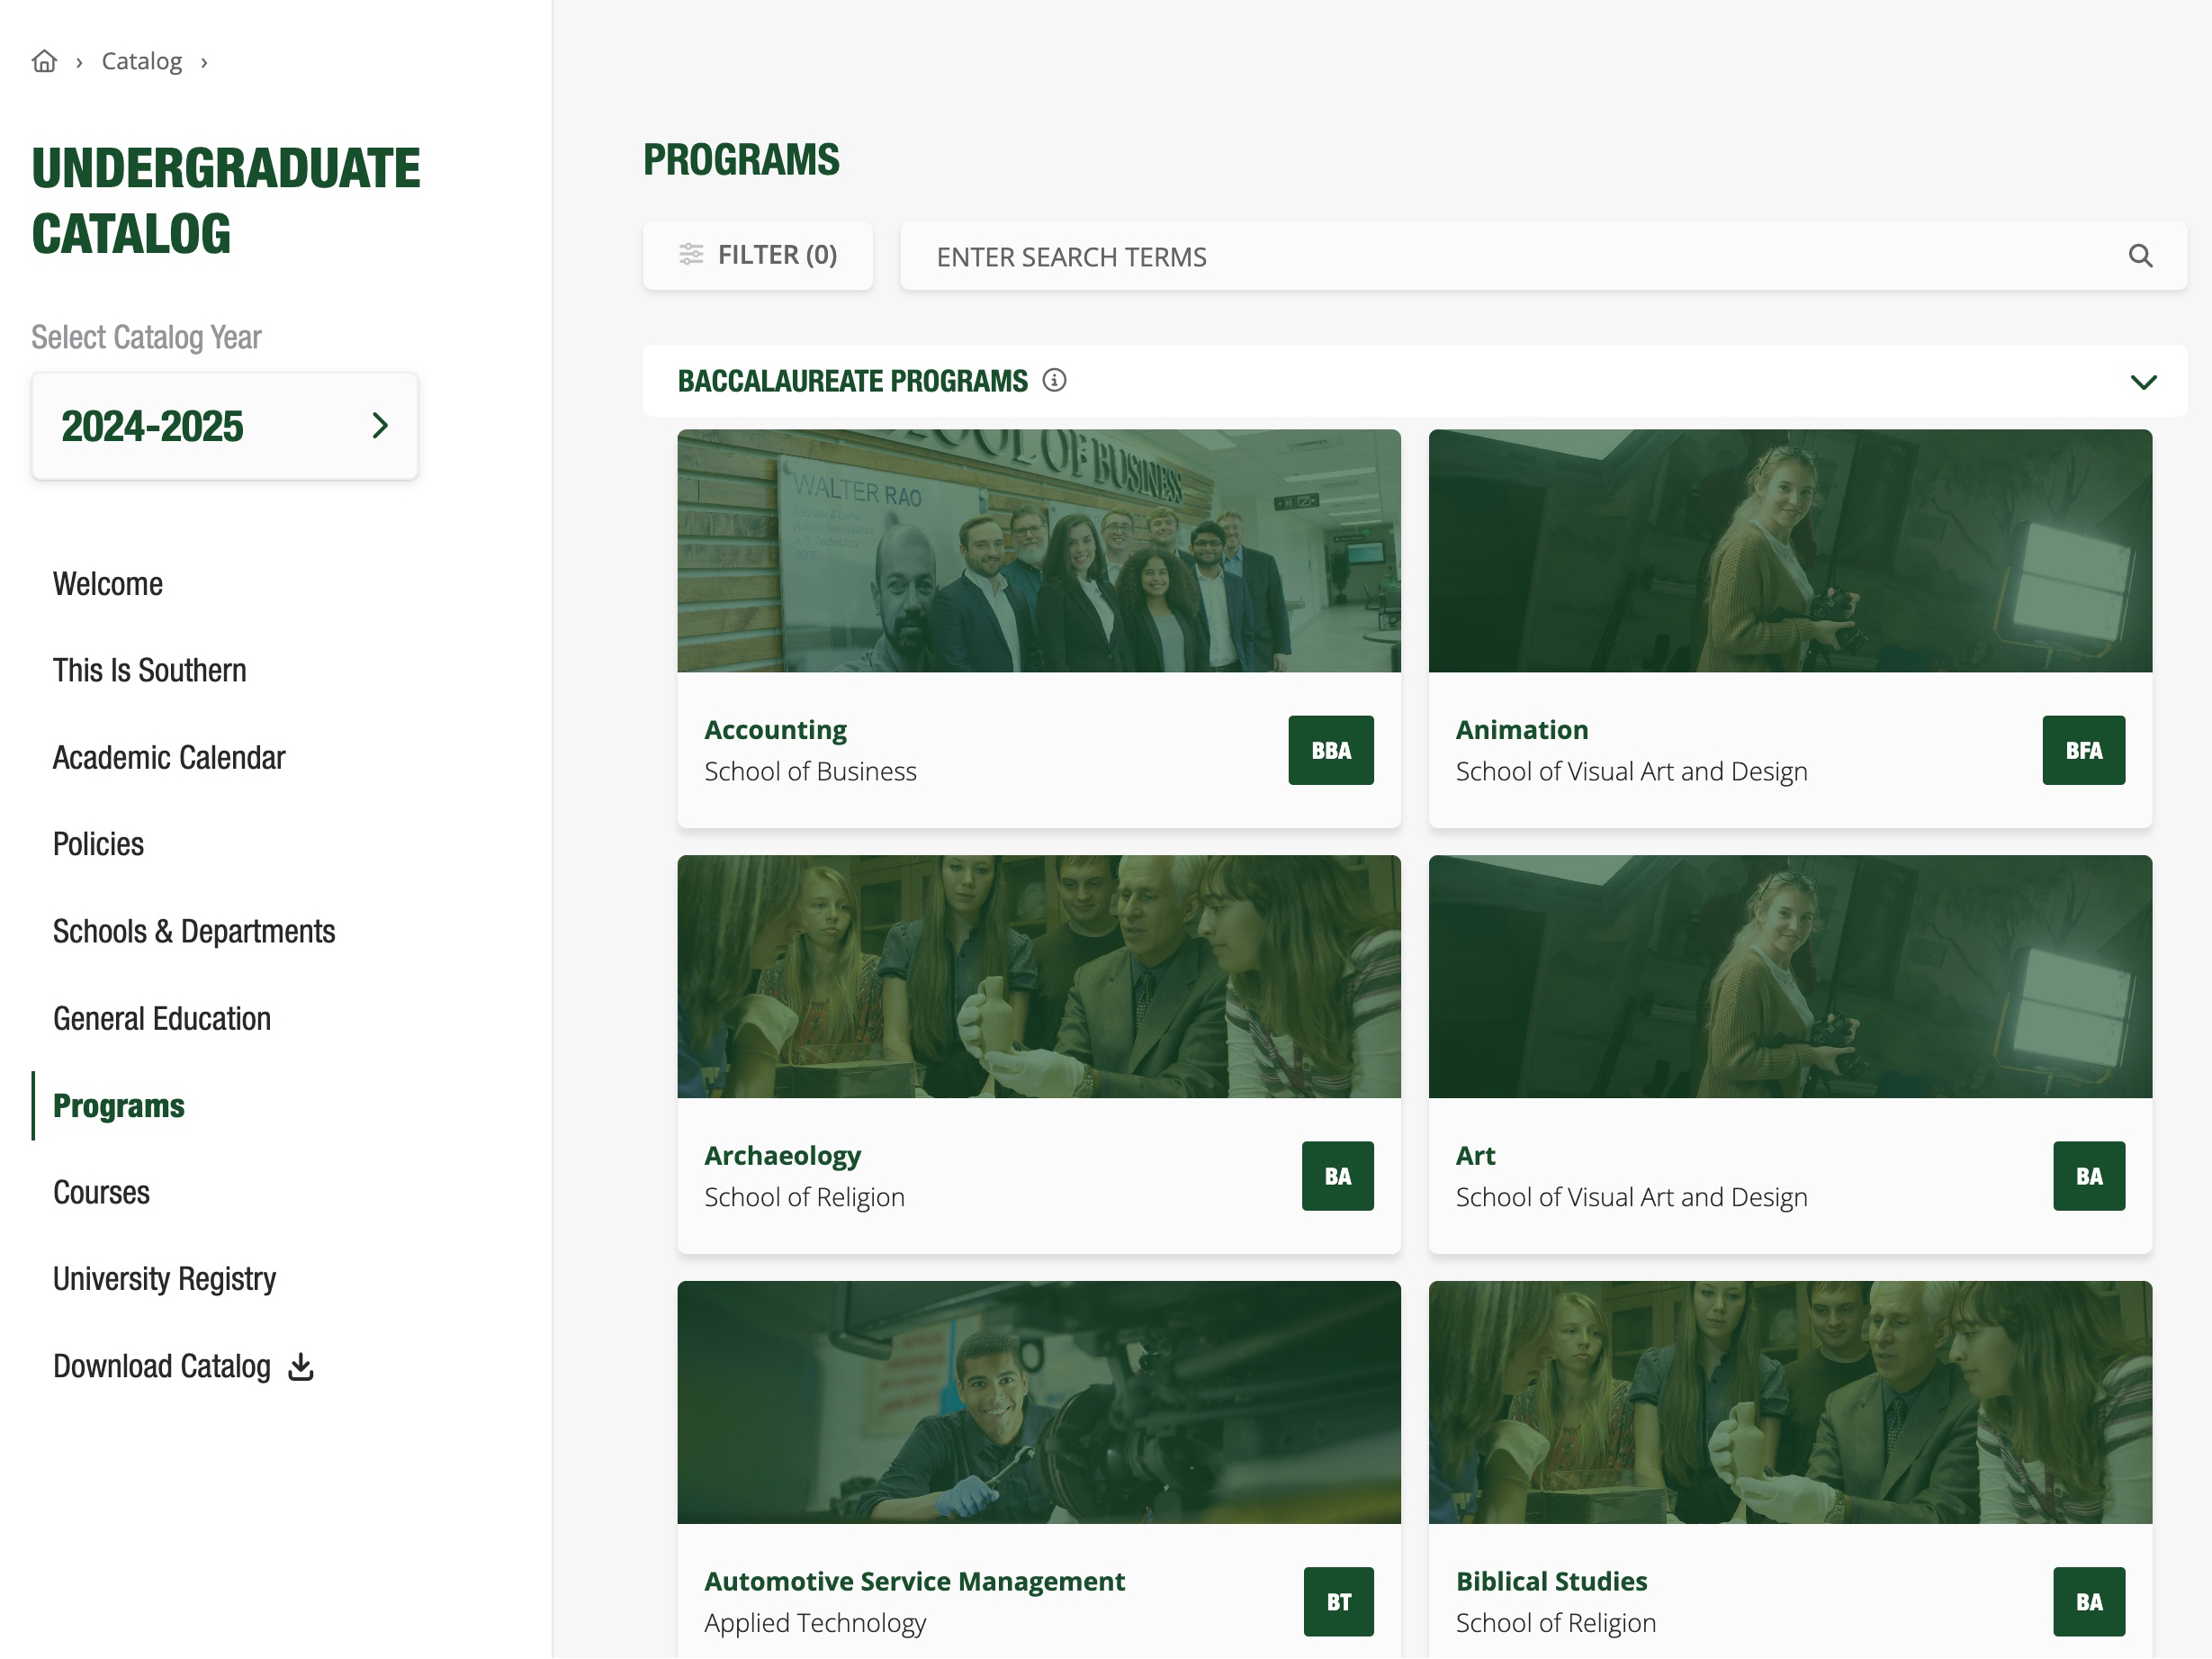 Catalog
UNDERGRADUATE
CATALOG
Select Catalog Year
2024-2025
Welcome
This Is Southern
Academic Calendar
Policies
Schools & Departments
General Education
Programs
Courses
University Registry
Download Catalog
PROGRAMS
FILTER (0)
ENTER SEARCH TERMS
BACCALAUREATE PROGRAMS
OF BUSINESS
WALTER RAO
Accounting
School of Business
BBA
Animation
School of Visual Art and Design
BFA
Archaeology
School of Religion
BA
Art
School of Visual Art and Design
BA
Automotive Service Management
Applied Technology
BT
Biblical Studies
School of Religion
BA